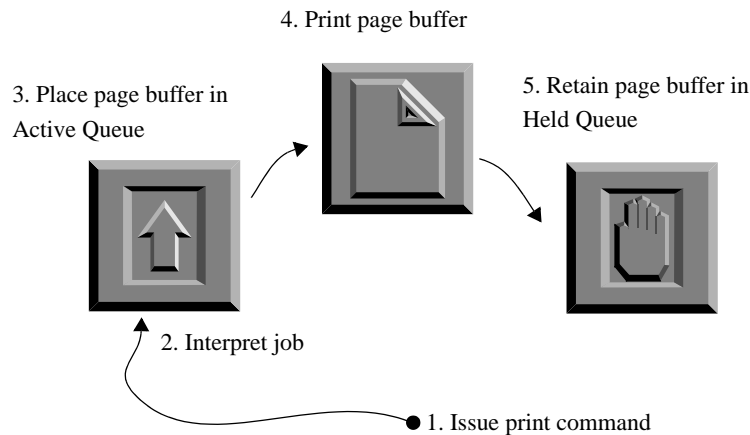 4. Print page buffer
3. Place page buffer in
Active Queue
5. Retain page buffer in
Held Queue
2. Interpret job
1. Issue print command